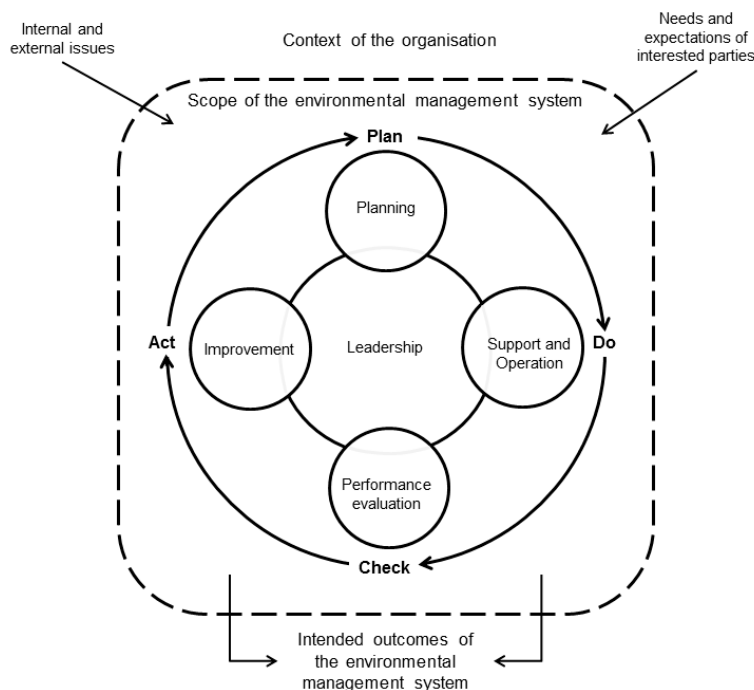 Internal and
external issues
Context of the organisation
Needs and
expectations of
interested parties
Scope of the environmental management system
Plan
Planning
Act
Improvement
Leadership
Support and
Operation
Do
Performance
evaluation
Check
Intended outcomes of
the environmental
management system